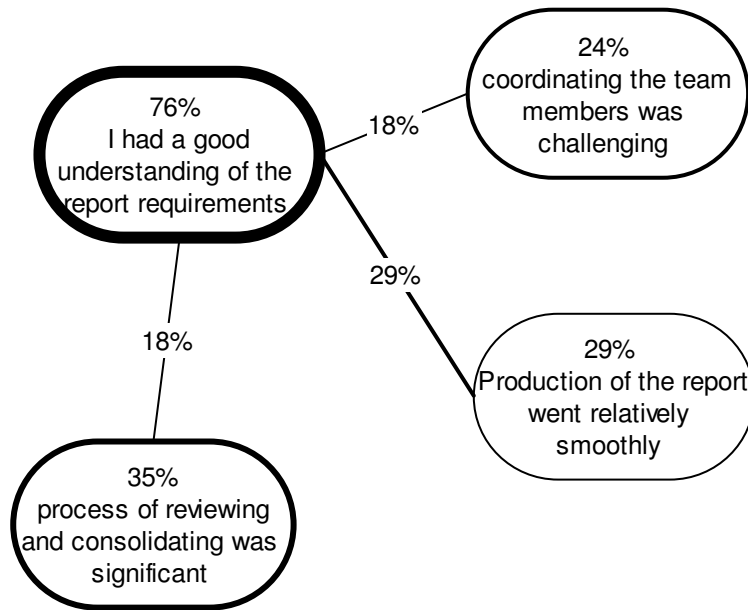 76%
I had a good
understanding of the
report requirements
24%
coordinating the team
members was
challenging
18%
29%
29%
Production of the report
went relatively
smoothly
18%
35%
process of reviewing
and consolidating was
significant